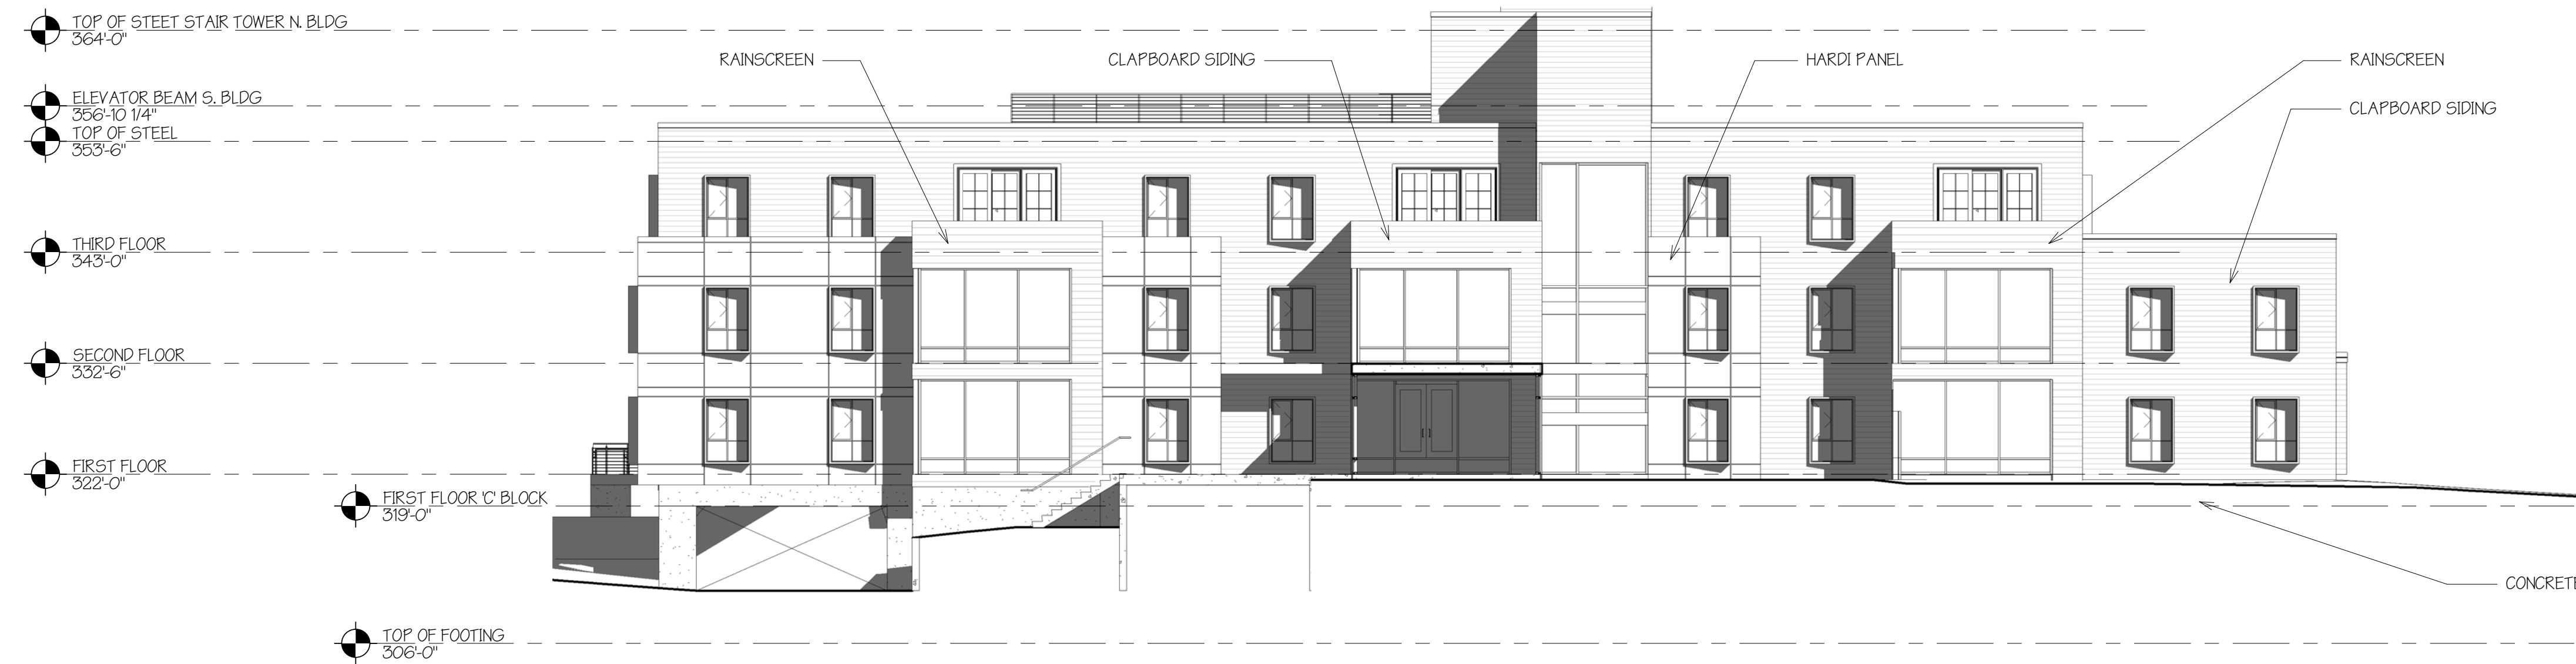 TOP OF STEET STAIR TOWER N. BLDG
364'-0"
RAINSCREEN
CLAPBOARD SIDING
HARDI PANEL
RAINSCREEN
ELEVATOR BEAM S. BLDG
356'-10 1/4"
CLAPBOARD SIDING
TOP OF STEEL
353'-6"
THIRD FLOOR
343'-0"
SECOND FLOOR
332'-6"
FIRST FLOOR
322'-0"
FIRST FLOOR 'C' BLOCK
319'-0"
CONCRETE
TOP OF FOOTING
306'-0"